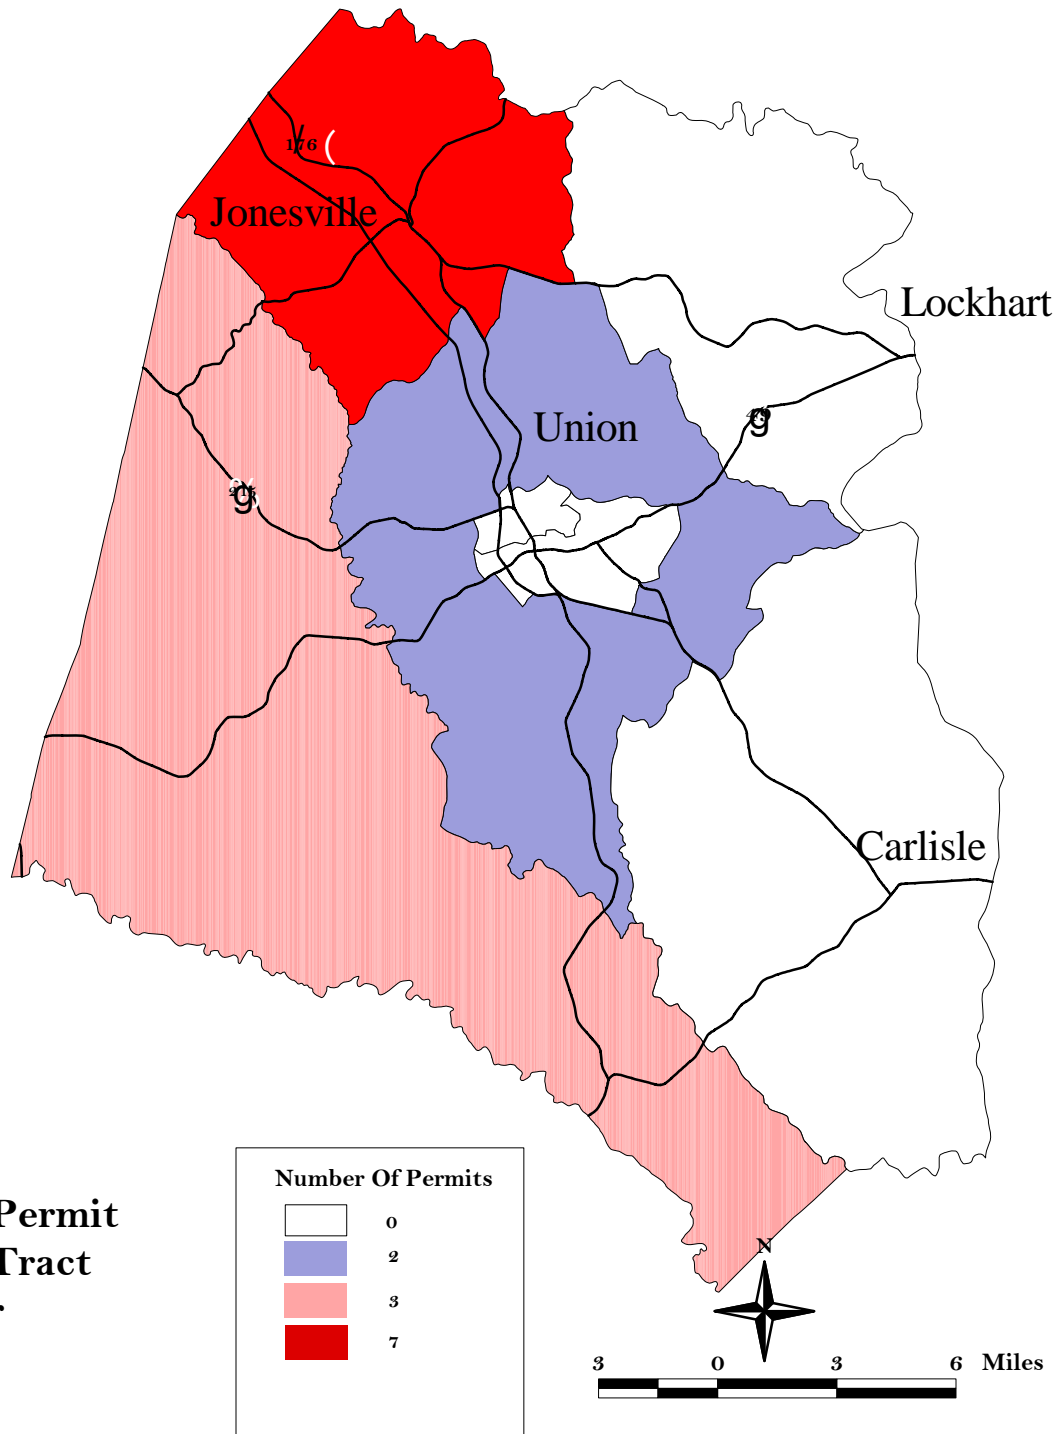 176
Jonesville
Lockhart
Union
Carlisle
Number Of Permits
0
2
3
7
Permit
Tract
N
3 0 3 6 Miles